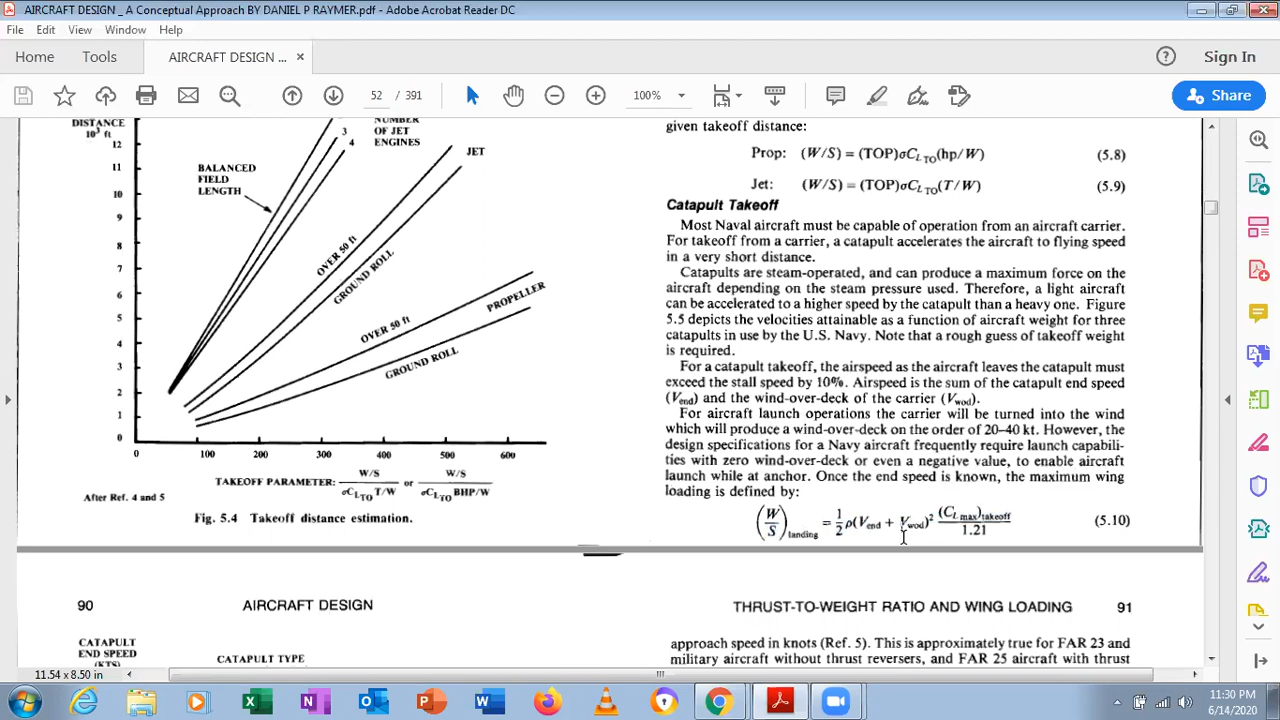 AIRCRAFT DESIGN _ A Conceptual Approach BY DANIEL P RAYMER.pdf - Adobe Acrobat Reader DC
File Edit View Window Help
Home Tools AIRCRAFT DESIGN ... ×
Sign In
52 / 391
100%
Share
DISTANCE
10³ ft
12
11
10
9
8
7
6
5
4
3
2
1
0
0 100 200 300 400 500 600
NUMBER
OF JET
ENGINES
3
4
JET
BALANCED
FIELD
LENGTH
OVER 50 ft
GROUND ROLL
PROPELLER
OVER 50 ft
GROUND ROLL
TAKEOFF PARAMETER: W/S / σC_L_TO T/W or W/S / σC_L_TO BHP/W
After Ref. 4 and 5
Fig. 5.4 Takeoff distance estimation.
given takeoff distance:
Prop: (W/S) = (TOP)σC_L_TO(hp/W) (5.8)
Jet: (W/S) = (TOP)σC_L_TO(T/W) (5.9)
Catapult Takeoff
Most Naval aircraft must be capable of operation from an aircraft carrier.
For takeoff from a carrier, a catapult accelerates the aircraft to flying speed
in a very short distance.
Catapults are steam-operated, and can produce a maximum force on the
aircraft depending on the steam pressure used. Therefore, a light aircraft
can be accelerated to a higher speed by the catapult than a heavy one. Figure
5.5 depicts the velocities attainable as a function of aircraft weight for three
catapults in use by the U.S. Navy. Note that a rough guess of takeoff weight
is required.
For a catapult takeoff, the airspeed as the aircraft leaves the catapult must
exceed the stall speed by 10%. Airspeed is the sum of the catapult end speed
(V_end) and the wind-over-deck of the carrier (V_wod).
For aircraft launch operations the carrier will be turned into the wind
which will produce a wind-over-deck on the order of 20–40 kt. However, the
design specifications for a Navy aircraft frequently require launch capabili-
ties with zero wind-over-deck or even a negative value, to enable aircraft
launch while at anchor. Once the end speed is known, the maximum wing
loading is defined by:
(W/S)_landing = 1/2 ρ(V_end + V_wod)² (C_L max)_takeoff / 1.21 (5.10)
90 AIRCRAFT DESIGN
CATAPULT
END SPEED
(KTS)
CATAPULT TYPE
THRUST-TO-WEIGHT RATIO AND WING LOADING 91
approach speed in knots (Ref. 5). This is approximately true for FAR 23 and
military aircraft without thrust reversers, and FAR 25 aircraft with thrust
11.54 x 8.50 in
11:30 PM
6/14/2020